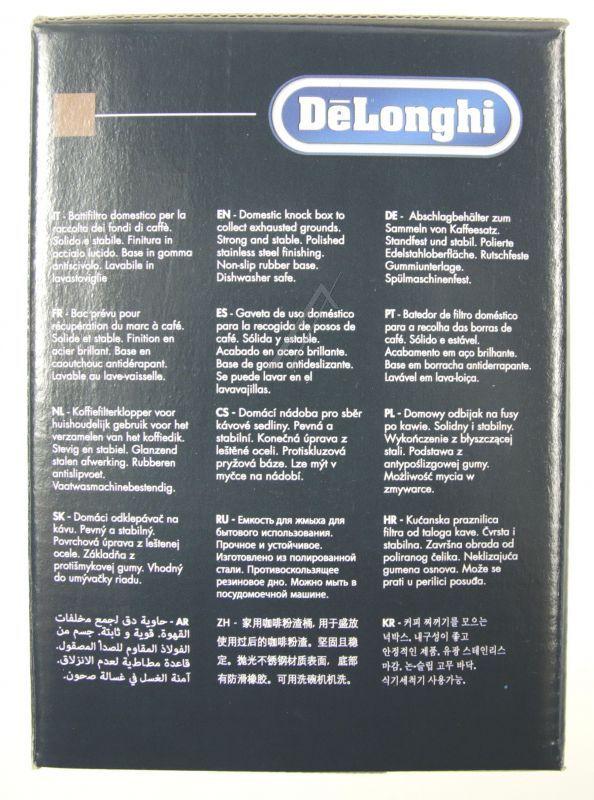 DēLonghi
IT - Battifiltro domestico per la
raccolta dei fondi di caffè.
Solido e stabile. Finitura in
acciaio lucido. Base in gomma
antiscivolo. Lavabile in
lavastoviglie
EN - Domestic knock box to
collect exhausted grounds.
Strong and stable. Polished
stainless steel finishing.
Non-slip rubber base.
Dishwasher safe.
DE - Abschlagbehälter zum
Sammeln von Kaffeesatz.
Standfest und stabil. Polierte
Edelstahloberfläche. Rutschfeste
Gummiunterlage.
Spülmaschinenfest.
FR - Bac prévu pour
récupération du marc à café.
Solide et stable. Finition en
acier brillant. Base en
caoutchouc antidérapant.
Lavable au lave-vaisselle.
ES - Gaveta de uso doméstico
para la recogida de posos de
café. Sólida y estable.
Acabado en acero brillante.
Base de goma antideslizante.
Se puede lavar en el
lavavajillas.
PT - Batedor de filtro doméstico
para a recolha das borras de
café. Sólido e estável.
Acabamento em aço brilhante.
Base em borracha antiderrapante.
Lavável em lava-loiça.
NL - Koffiefilterklopper voor
huishoudelijk gebruik voor het
verzamelen van het koffiedik.
Stevig en stabiel. Glanzend
stalen afwerking. Rubberen
antislipvoet.
Vaatwasmachinebestendig.
CS - Domácí nádoba pro sběr
kávové sedliny. Pevná a
stabilní. Konečná úprava z
leštěné oceli. Protiskluzová
pryžová báze. Lze mýt v
myčce na nádobí.
PL - Domowy odbijak na fusy
po kawie. Solidny i stabilny.
Wykończenie z błyszczącej
stali. Podstawa z
antypoślizgowej gumy.
Możliwość mycia w
zmywarce.
SK - Domáci odklepávač na
kávu. Pevný a stabilný.
Povrchová úprava z leštenej
ocele. Základňa z
protišmykovej gumy. Vhodný
do umývačky riadu.
RU - Емкость для жмыха для
бытового использования.
Прочное и устойчивое.
Изготовлен из полированной
стали. Противоскользящее
резиновое дно. Можно мыть в
посудомоечной машине.
HR - Kućanska praznilica
filtra od taloga kave. Čvrsta i
stabilna. Završna obrada od
poliranog čelika. Neklizajuća
gumena osnova. Može se
prati u perilici posuđa.
AR - حاوية دق لجمع مخلفات
القهوة. قوية و ثابتة. جسم من
الفولاذ المقاوم للصدأ المصقول.
قاعدة مطاطية لعدم الانزلاق.
آمنة الغسل في غسالة صحون.
ZH - 家用咖啡粉渣桶, 用于盛放
使用过后的咖啡粉渣。坚固且稳
定。抛光不锈钢材质表面, 底部
有防滑橡胶。可用洗碗机机洗。
KR - 커피 찌꺼기를 모으는
넉박스. 내구성이 좋고
안정적인 제품. 유광 스테인리스
마감. 논-슬립 고무 바닥.
식기세척기 사용가능.